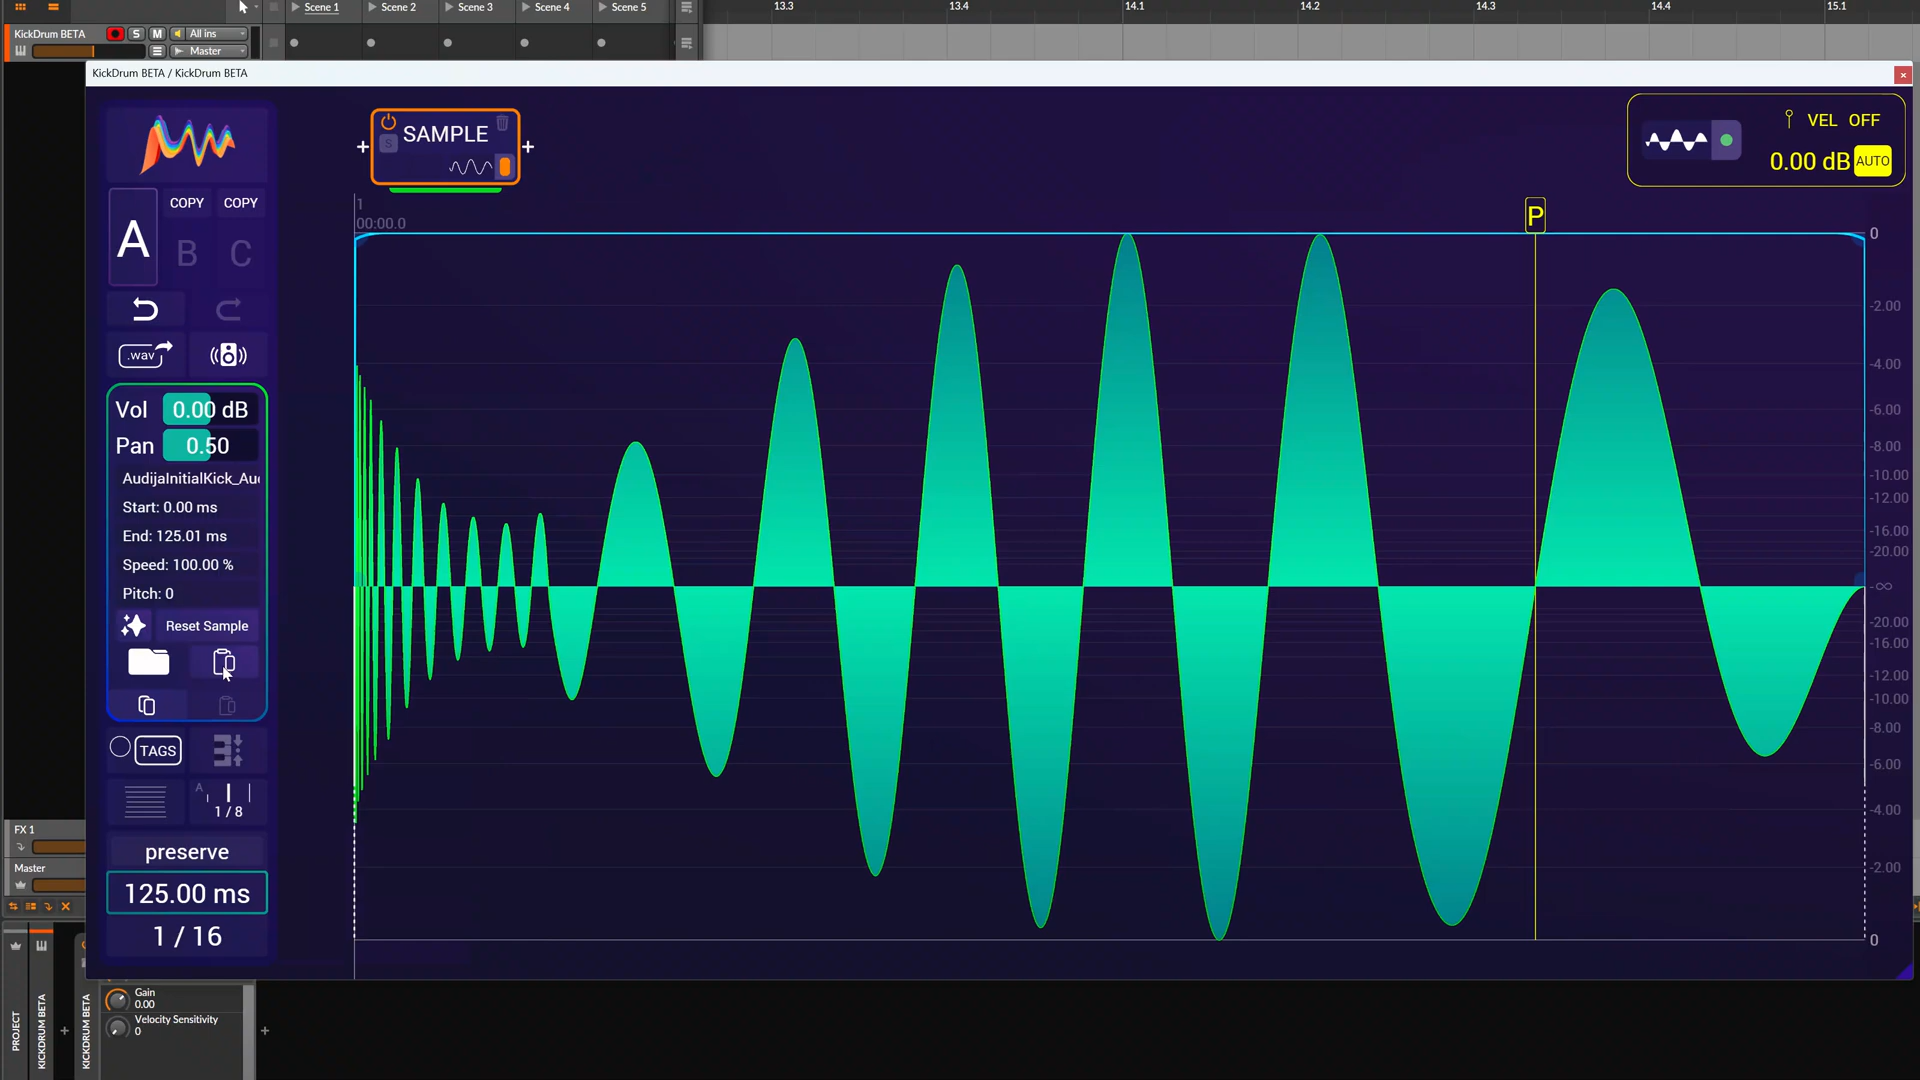 Scene 1
Scene 2
Scene 3
Scene 4
Scene 5
13.3
13.4
14.1
14.2
14.3
14.4
15.1
KickDrum BETA
S
M
All ins
Master
KickDrum BETA / KickDrum BETA
SAMPLE
S
+
+
VEL OFF
0.00 dB
AUTO
A
COPY
B
COPY
C
1
00:00.0
P
.wav
Vol
0.00 dB
Pan
0.50
AudijaInitialKick_Au
Start: 0.00 ms
End: 125.01 ms
Speed: 100.00 %
Pitch: 0
Reset Sample
TAGS
A
1 / 8
preserve
125.00 ms
1 / 16
0
-2.00
-4.00
-6.00
-8.00
-10.00
-12.00
-16.00
-20.00
-∞
-20.00
-16.00
-12.00
-10.00
-8.00
-6.00
-4.00
-2.00
0
FX 1
Master
PROJECT
KICKDRUM BETA
+
KICKDRUM BETA
Gain
0.00
Velocity Sensitivity
0
+